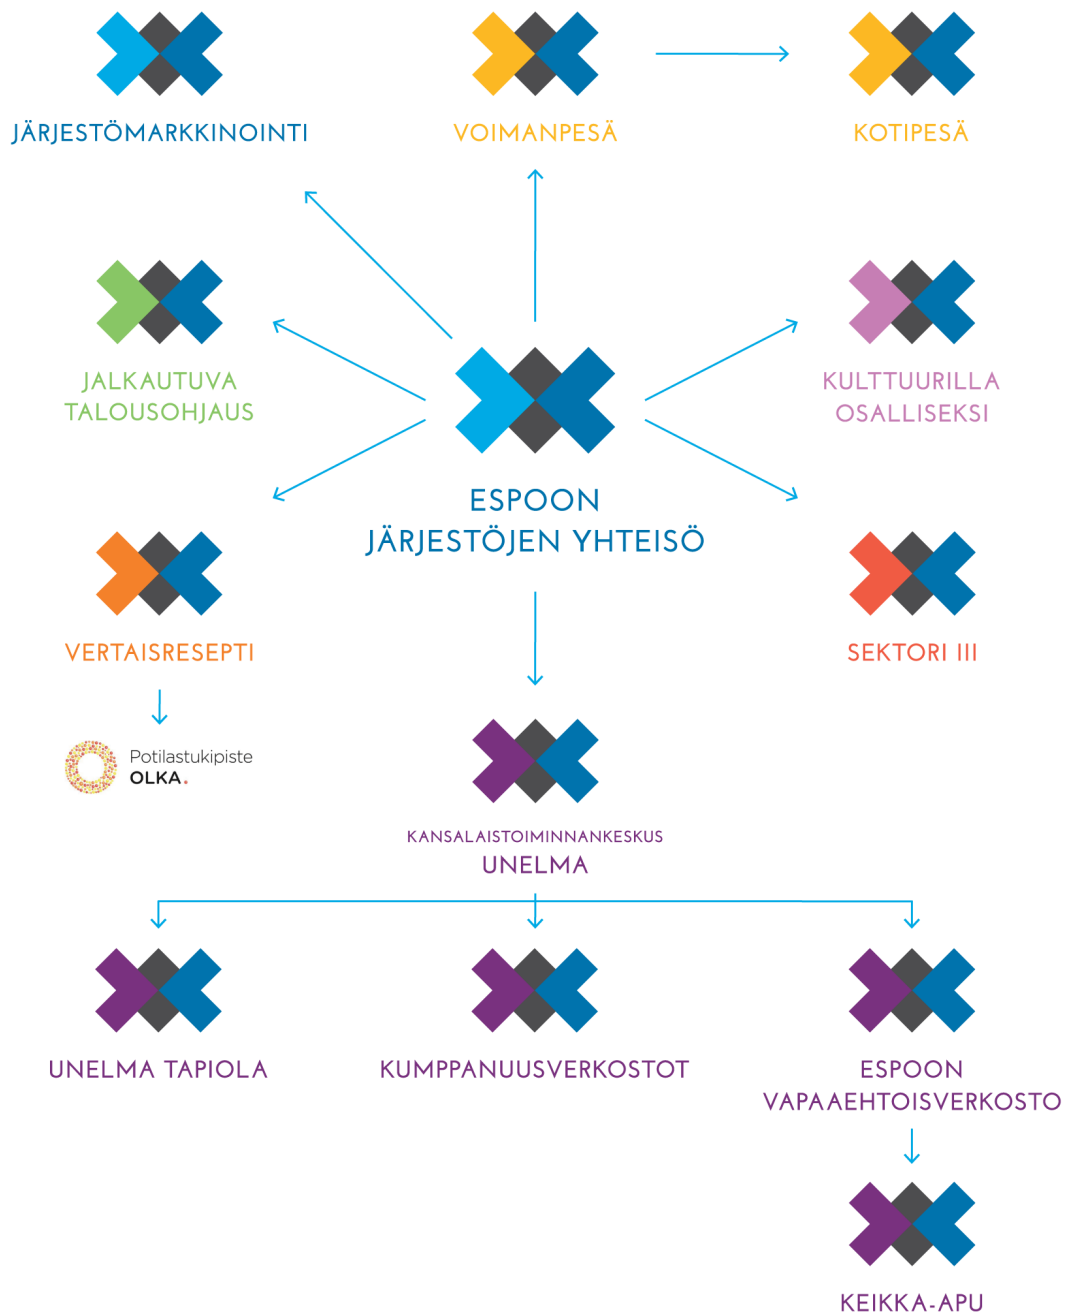 JÄRJESTÖMARKKINOINTI
VOIMANPESÄ
KOTIPESÄ
JALKAUTUVA
TALOUSOHJAUS
KULTTUURILLA
OSALLISEKSI
ESPOON
JÄRJESTÖJEN YHTEISÖ
VERTAISRESEPTI
SEKTORI III
Potilastukipiste
OLKA.
KANSALAISTOIMINNANKESKUS
UNELMA
UNELMA TAPIOLA
KUMPPANUUSVERKOSTOT
ESPOON
VAPAAEHTOISVERKOSTO
KEIKKA-APU